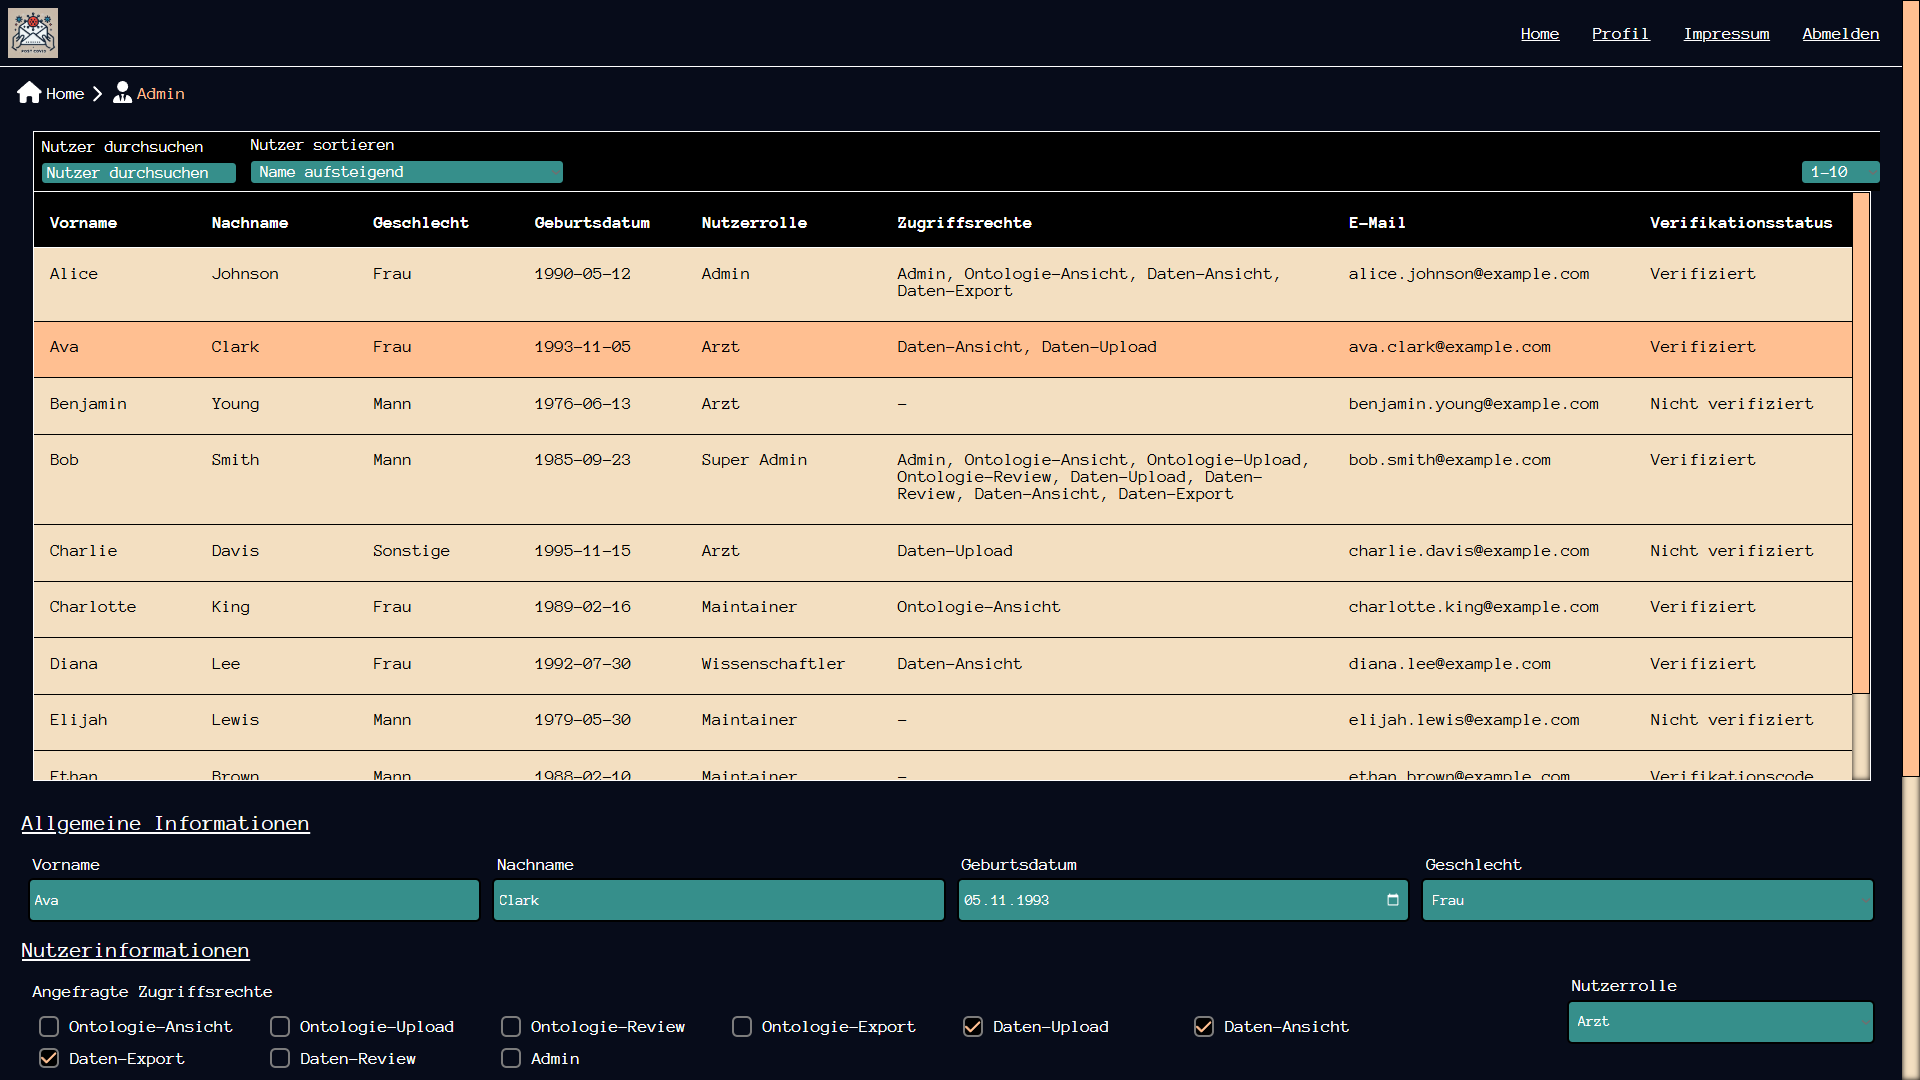 POST COVID
Home Profil Impressum Abmelden
Home Admin
Nutzer durchsuchen Nutzer sortieren
Nutzer durchsuchen Name aufsteigend 1-10
Vorname Nachname Geschlecht Geburtsdatum Nutzerrolle Zugriffsrechte E-Mail Verifikationsstatus
Alice Johnson Frau 1990-05-12 Admin Admin, Ontologie-Ansicht, Daten-Ansicht, alice.johnson@example.com Verifiziert
Daten-Export
Ava Clark Frau 1993-11-05 Arzt Daten-Ansicht, Daten-Upload ava.clark@example.com Verifiziert
Benjamin Young Mann 1976-06-13 Arzt - benjamin.young@example.com Nicht verifiziert
Bob Smith Mann 1985-09-23 Super Admin Admin, Ontologie-Ansicht, Ontologie-Upload, bob.smith@example.com Verifiziert
Ontologie-Review, Daten-Upload, Daten-
Review, Daten-Ansicht, Daten-Export
Charlie Davis Sonstige 1995-11-15 Arzt Daten-Upload charlie.davis@example.com Nicht verifiziert
Charlotte King Frau 1989-02-16 Maintainer Ontologie-Ansicht charlotte.king@example.com Verifiziert
Diana Lee Frau 1992-07-30 Wissenschaftler Daten-Ansicht diana.lee@example.com Verifiziert
Elijah Lewis Mann 1979-05-30 Maintainer - elijah.lewis@example.com Nicht verifiziert
Ethan Brown Mann 1988-02-10 Maintainer - ethan.brown@example.com Verifikationscode
Allgemeine Informationen
Vorname Nachname Geburtsdatum Geschlecht
Ava Clark 05.11.1993 Frau
Nutzerinformationen
Angefragte Zugriffsrechte Nutzerrolle
Ontologie-Ansicht Ontologie-Upload Ontologie-Review Ontologie-Export Daten-Upload Daten-Ansicht Arzt
Daten-Export Daten-Review Admin